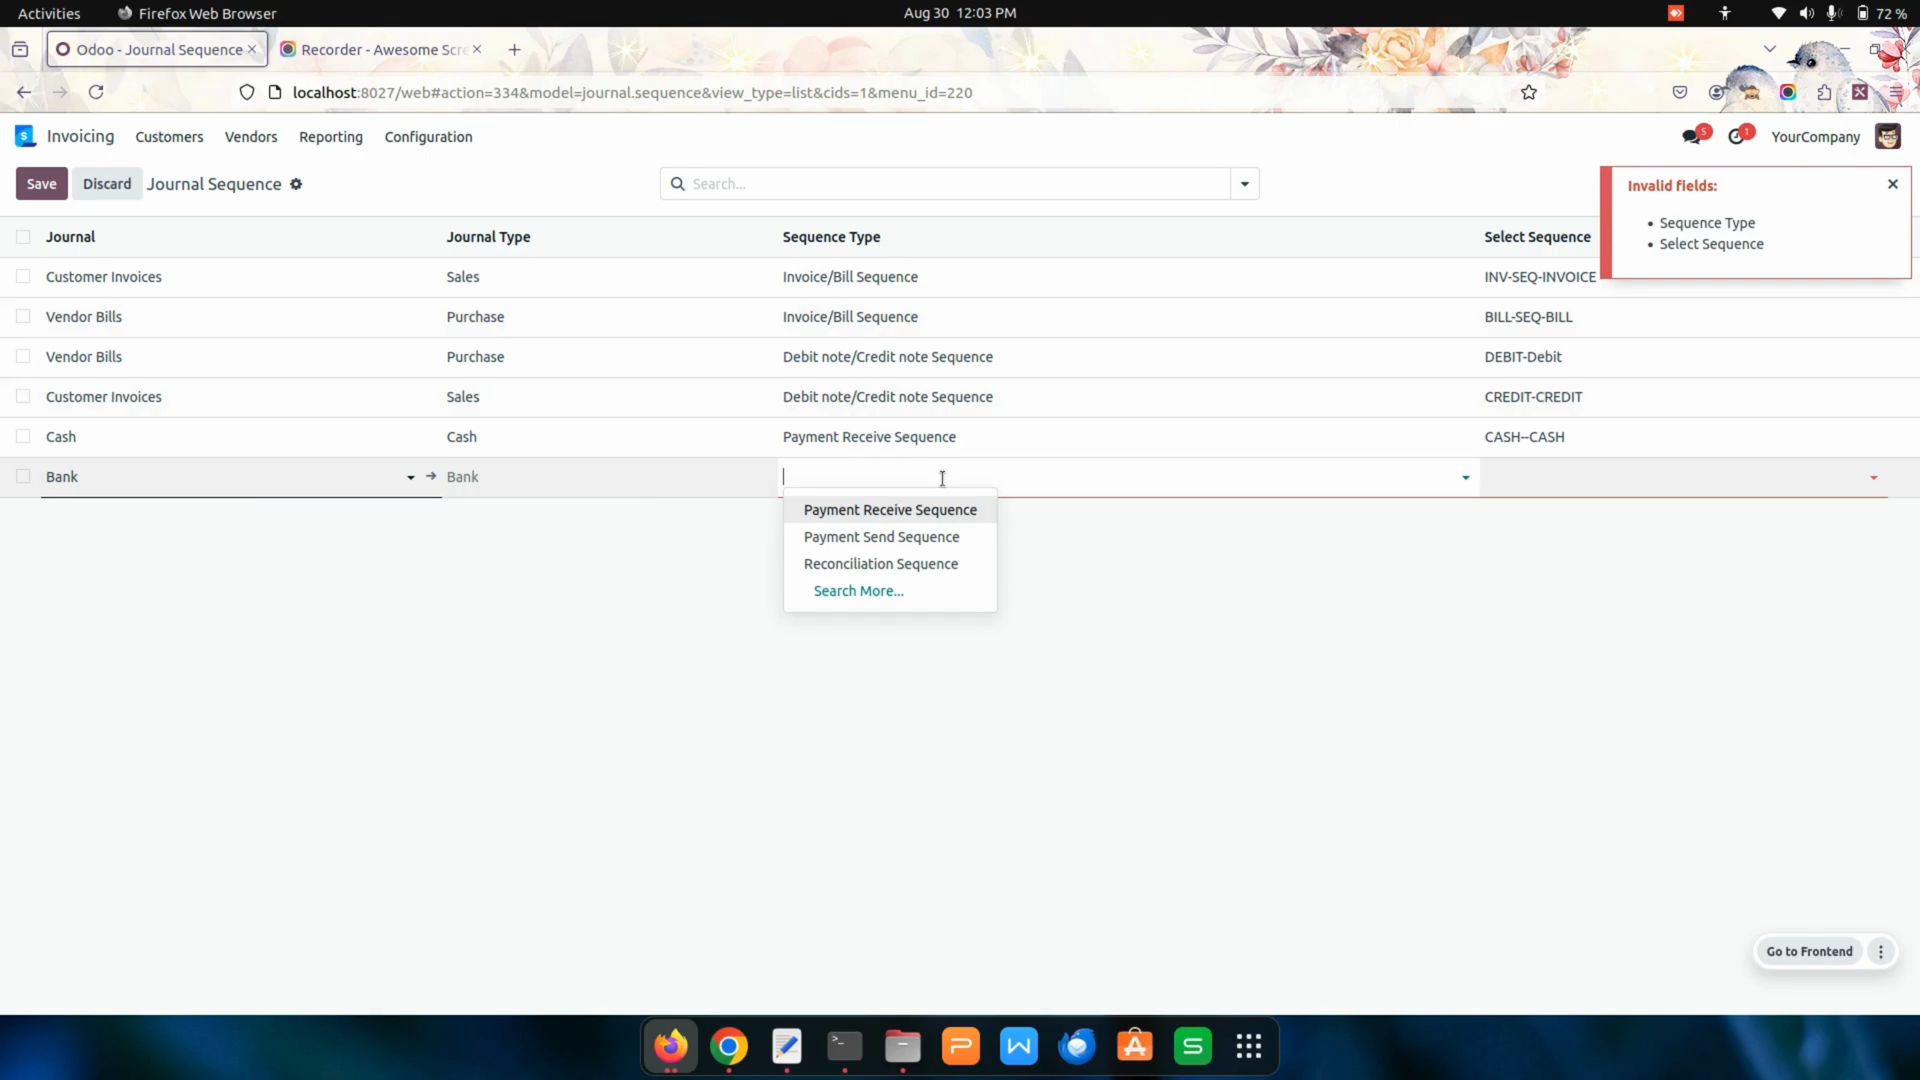 Activities
Firefox Web Browser
Aug 30 12:03 PM
72 %
Odoo - Journal Sequence
Recorder - Awesome Scre
localhost:8027/web#action=334&model=journal.sequence&view_type=list&cids=1&menu_id=220
Invoicing Customers Vendors Reporting Configuration
5 1 YourCompany
Save Discard Journal Sequence
Search...
Invalid fields:
Sequence Type
Select Sequence
Journal Journal Type Sequence Type Select Sequence
Customer Invoices Sales Invoice/Bill Sequence INV-SEQ-INVOICE
Vendor Bills Purchase Invoice/Bill Sequence BILL-SEQ-BILL
Vendor Bills Purchase Debit note/Credit note Sequence DEBIT-Debit
Customer Invoices Sales Debit note/Credit note Sequence CREDIT-CREDIT
Cash Cash Payment Receive Sequence CASH--CASH
Bank Bank
Payment Receive Sequence
Payment Send Sequence
Reconciliation Sequence
Search More...
Go to Frontend